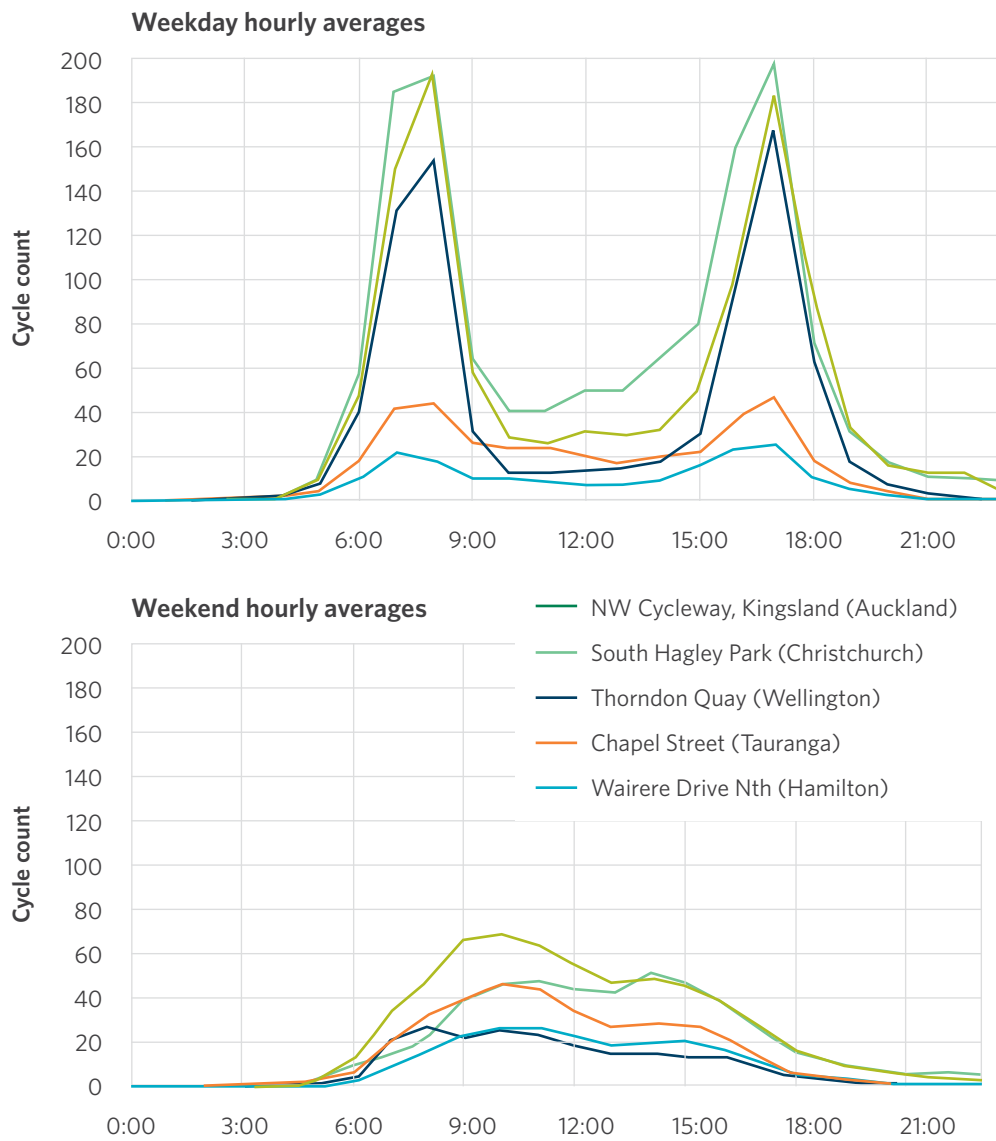 Weekday hourly averages
200
180
160
140
120
100
80
60
40
20
0
Cycle count
0:00 3:00 6:00 9:00 12:00 15:00 18:00 21:00
Weekend hourly averages
NW Cycleway, Kingsland (Auckland)
South Hagley Park (Christchurch)
Thorndon Quay (Wellington)
Chapel Street (Tauranga)
Wairere Drive Nth (Hamilton)
200
180
160
140
120
100
80
60
40
20
0
Cycle count
0:00 3:00 6:00 9:00 12:00 15:00 18:00 21:00